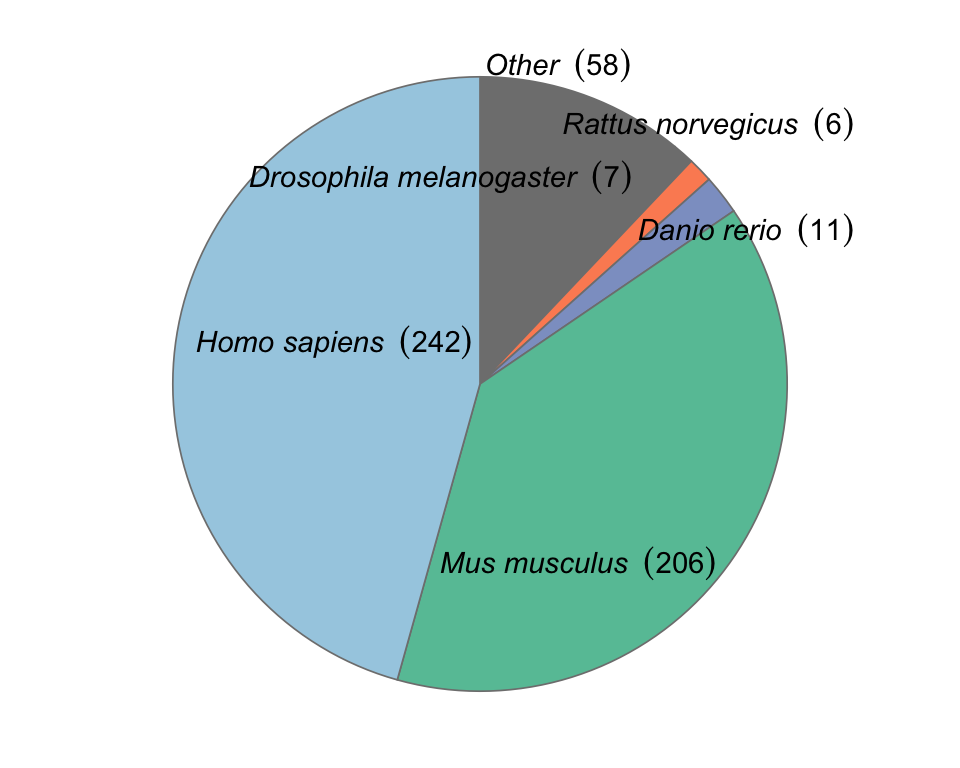 Other (58)
Rattus norvegicus (6)
Drosophila melanogaster (7)
Danio rerio (11)
Homo sapiens (242)
Mus musculus (206)